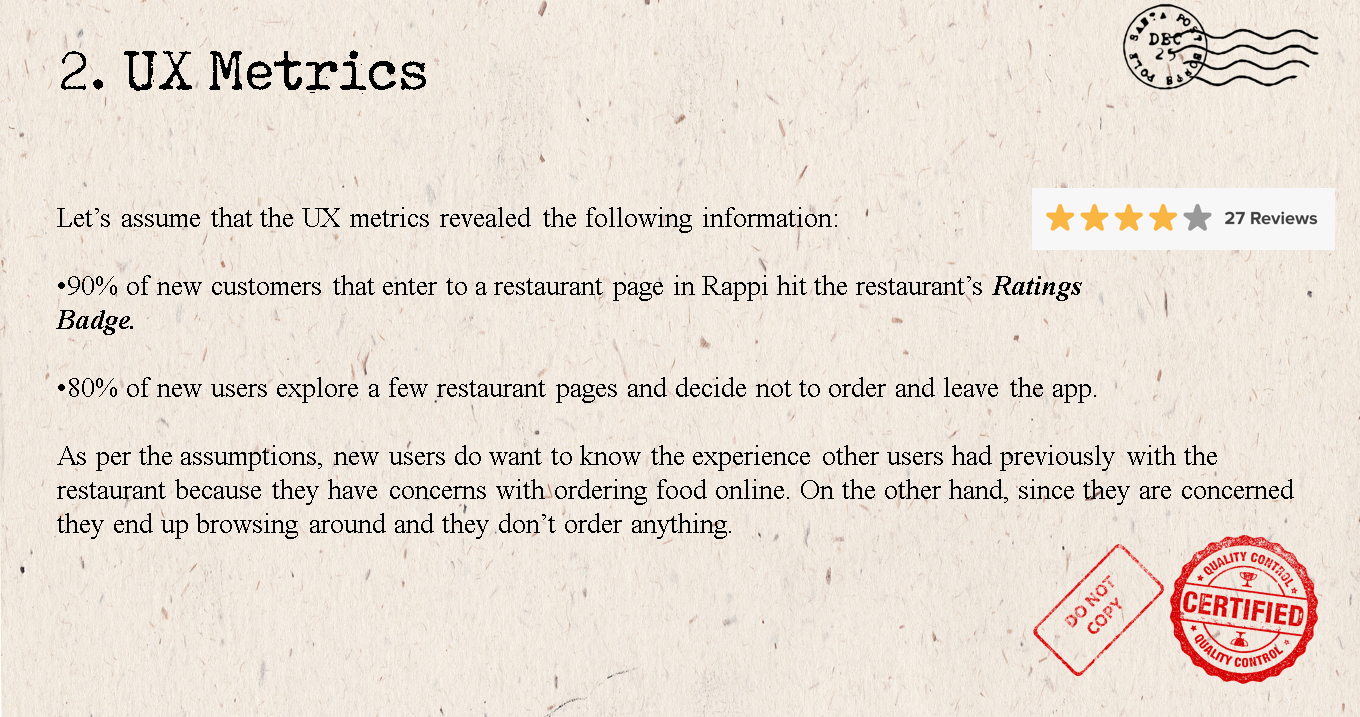 2. UX Metrics
SANTA POST
DEC
25
NORTH POLE
Let’s assume that the UX metrics revealed the following information:
27 Reviews
•90% of new customers that enter to a restaurant page in Rappi hit the restaurant’s Ratings
Badge.
•80% of new users explore a few restaurant pages and decide not to order and leave the app.
As per the assumptions, new users do want to know the experience other users had previously with the
restaurant because they have concerns with ordering food online. On the other hand, since they are concerned
they end up browsing around and they don’t order anything.
DO NOT
COPY
QUALITY CONTROL
CERTIFIED
QUALITY CONTROL